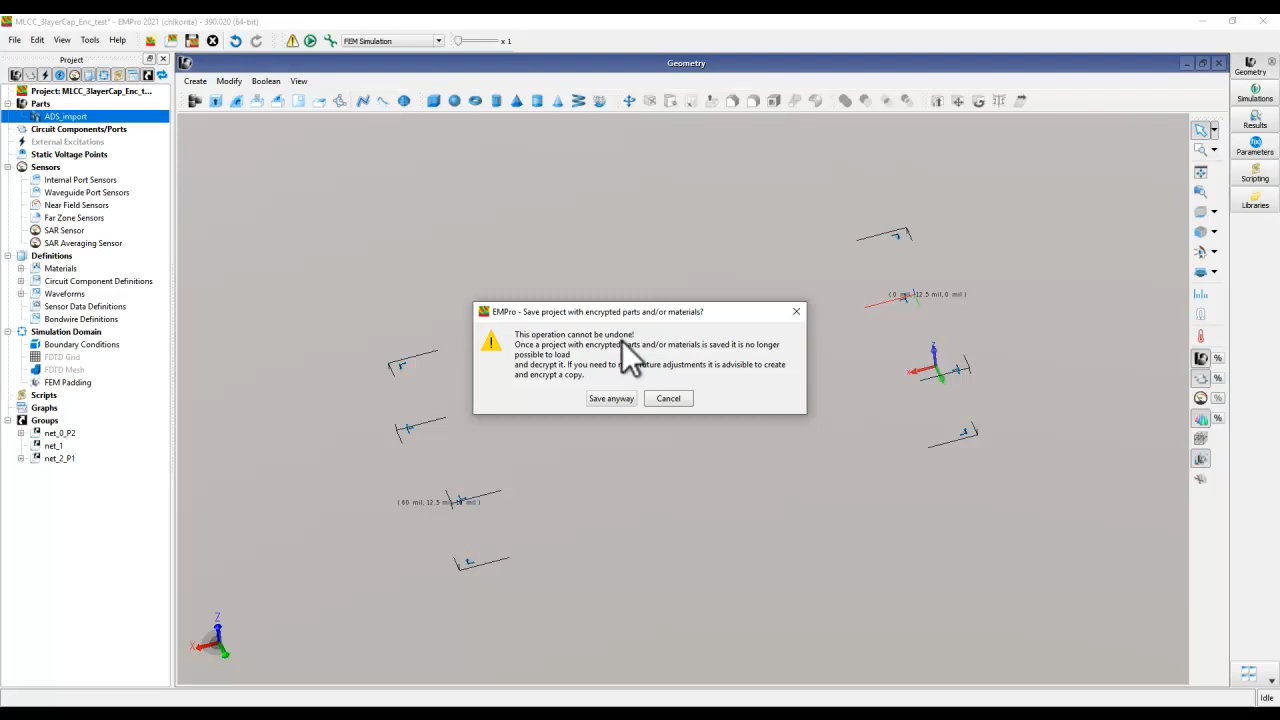 MLCC_3layerCap_Enc_test* - EMPro 2021 (chikorita) - 390.020 (64-bit)
File Edit View Tools Help
FEM Simulation
x 1
Project
Geometry
Create Modify Boolean View
Project: MLCC_3layerCap_Enc_t...
Parts
ADS_import
Circuit Components/Ports
External Excitations
Static Voltage Points
Sensors
Internal Port Sensors
Waveguide Port Sensors
Near Field Sensors
Far Zone Sensors
SAR Sensor
SAR Averaging Sensor
Definitions
Materials
Circuit Component Definitions
Waveforms
Sensor Data Definitions
Bondwire Definitions
Simulation Domain
Boundary Conditions
FDTD Grid
FDTD Mesh
FEM Padding
Scripts
Graphs
Groups
net_0_P2
net_1
net_2_P1
EMPro - Save project with encrypted parts and/or materials?
This operation cannot be undone!
Once a project with encrypted parts and/or materials is saved it is no longer
possible to load
and decrypt it. If you need to adjustments it is advisible to create
and encrypt a copy.
Save anyway Cancel
X
Z
Geometry
Simulations
Results
Parameters
Scripting
Libraries
%
%
%
%
Idle